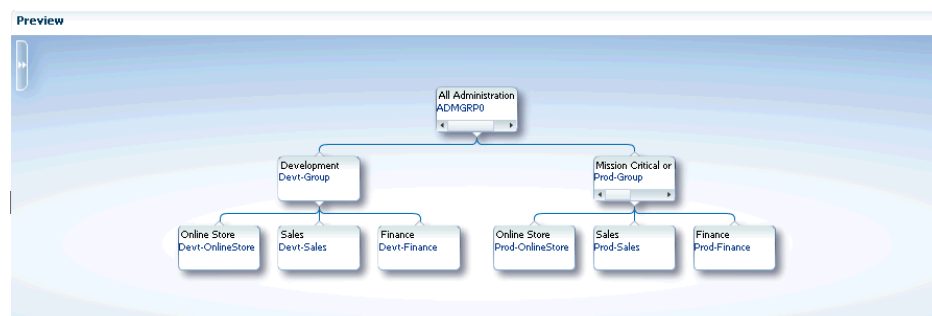 Preview
All Administration
ADMGRP0
Development
Devt-Group
Mission Critical or
Prod-Group
Online Store
Devt-OnlineStore
Sales
Devt-Sales
Finance
Devt-Finance
Online Store
Prod-OnlineStore
Sales
Prod-Sales
Finance
Prod-Finance